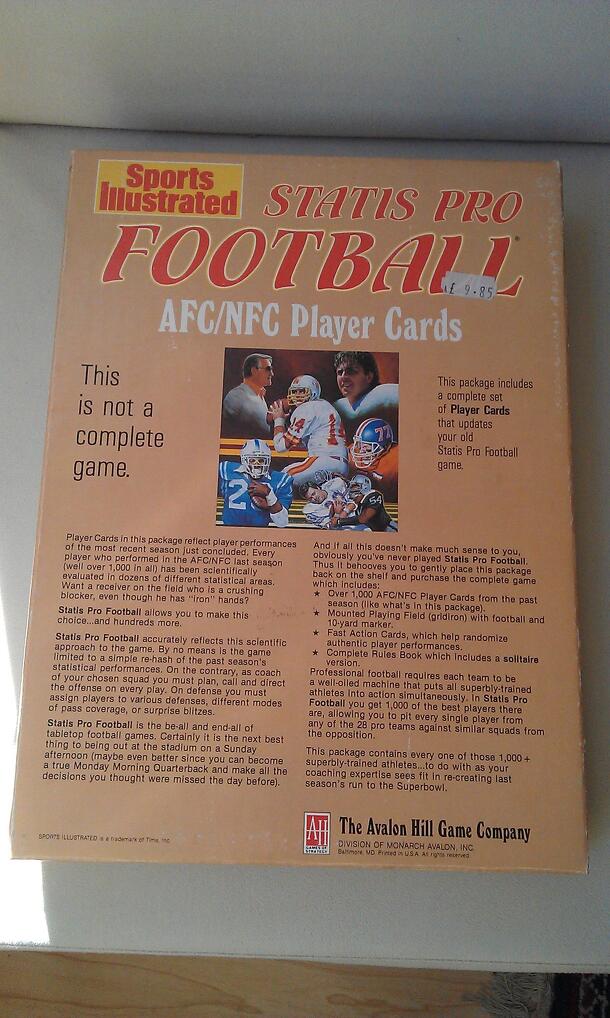 Sports
Illustrated
STATIS PRO
FOOTBALL®
£ 9.85
AFC/NFC Player Cards
This
is not a
complete
game.
This package includes
a complete set
of Player Cards
that updates
your old
Statis Pro Football
game.
14
77
2
54
Player Cards in this package reflect player performances
of the most recent season just concluded. Every
player who performed in the AFC/NFC last season
(well over 1,000 in all) has been scientifically
evaluated in dozens of different statistical areas.
Want a receiver on the field who is a crushing
blocker, even though he has "iron" hands?
Statis Pro Football allows you to make this
choice...and hundreds more.
Statis Pro Football accurately reflects this scientific
approach to the game. By no means is the game
limited to a simple re-hash of the past season's
statistical performances. On the contrary, as coach
of your chosen squad you must plan, call and direct
the offense on every play. On defense you must
assign players to various defenses, different modes
of pass coverage, or surprise blitzes.
Statis Pro Football is the be-all and end-all of
tabletop football games. Certainly it is the next best
thing to being out at the stadium on a Sunday
afternoon (maybe even better since you can become
a true Monday Morning Quarterback and make all the
decisions you thought were missed the day before).
And if all this doesn't make much sense to you,
obviously you've never played Statis Pro Football.
Thus it behooves you to gently place this package
back on the shelf and purchase the complete game
which includes:
★ Over 1,000 AFC/NFC Player Cards from the past
season (like what's in this package).
★ Mounted Playing Field (gridiron) with football and
10-yard marker.
★ Fast Action Cards, which help randomize
authentic player performances.
★ Complete Rules Book which includes a solitaire
version.
Professional football requires each team to be
a well-oiled machine that puts all superbly-trained
athletes into action simultaneously. In Statis Pro
Football you get 1,000 of the best players there
are, allowing you to pit every single player from
any of the 28 pro teams against similar squads from
the opposition.
This package contains every one of those 1,000+
superbly-trained athletes...to do with as your
coaching expertise sees fit in re-creating last
season's run to the Superbowl.
SPORTS ILLUSTRATED is a trademark of Time, Inc.
AH
GAMES OF
STRATEGY
The Avalon Hill Game Company
DIVISION OF MONARCH AVALON, INC.
Baltimore, MD. Printed in U.S.A. All rights reserved.